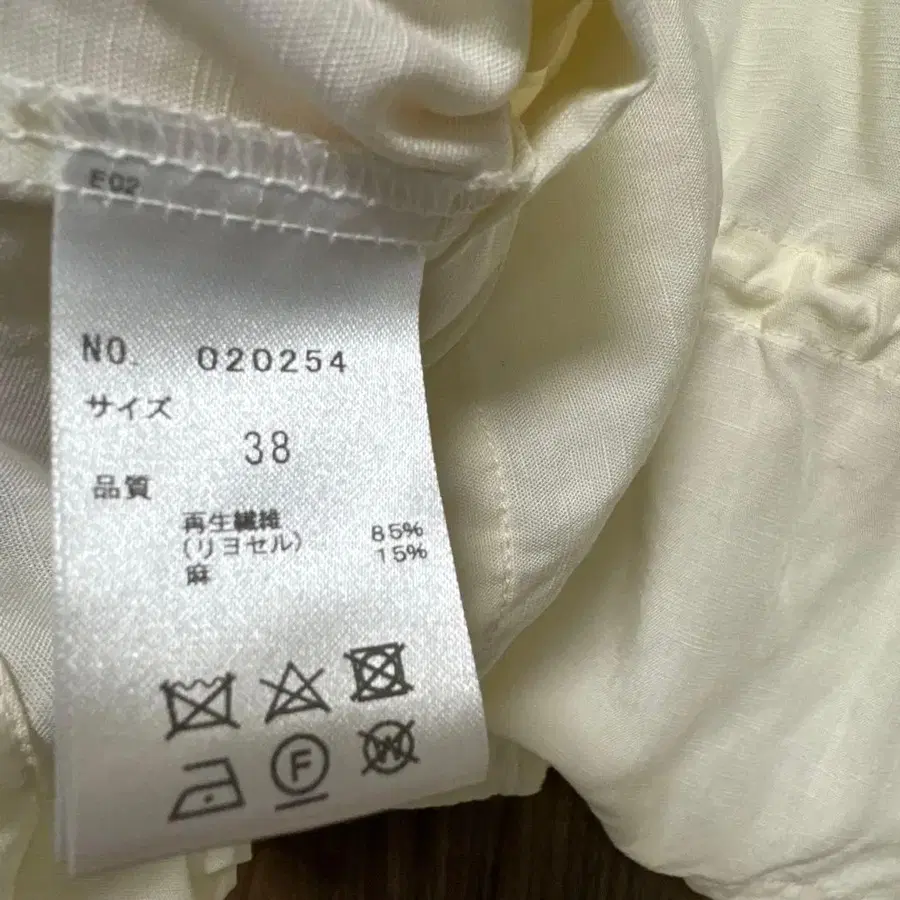 E02
NO. 020254
サイズ
38
品質
再生繊維
(リヨセル) 85%
麻 15%
F
W